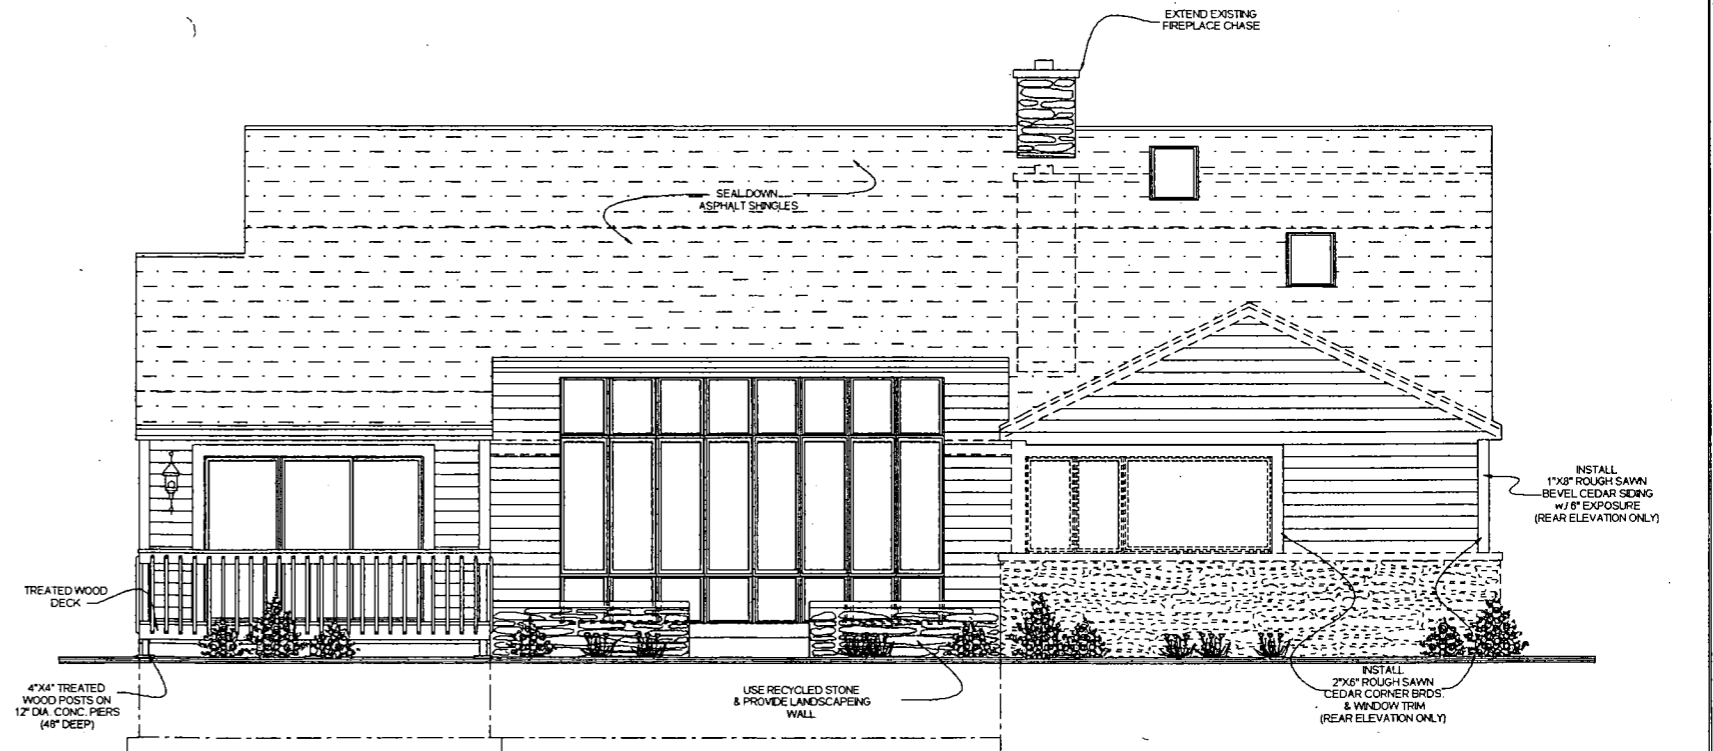 EXTEND EXISTING
FIREPLACE CHASE
SEAL DOWN
ASPHALT SHINGLES
INSTALL
1"X8" ROUGH SAWN
BEVEL CEDAR SIDING
w/ 6" EXPOSURE
(REAR ELEVATION ONLY)
TREATED WOOD
DECK
4"X4" TREATED
WOOD POSTS ON
12" DIA. CONC. PIERS
(48" DEEP)
USE RECYCLED STONE
& PROVIDE LANDSCAPEING
WALL
INSTALL
2"X6" ROUGH SAWN
CEDAR CORNER BRDS.
& WINDOW TRIM
(REAR ELEVATION ONLY)